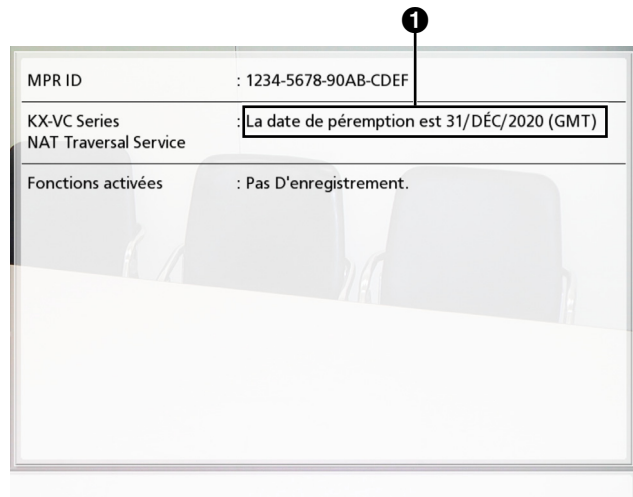 1
MPR ID : 1234-5678-90AB-CDEF
KX-VC Series : La date de péremption est 31/DÉC/2020 (GMT)
NAT Traversal Service
Fonctions activées : Pas D'enregistrement.